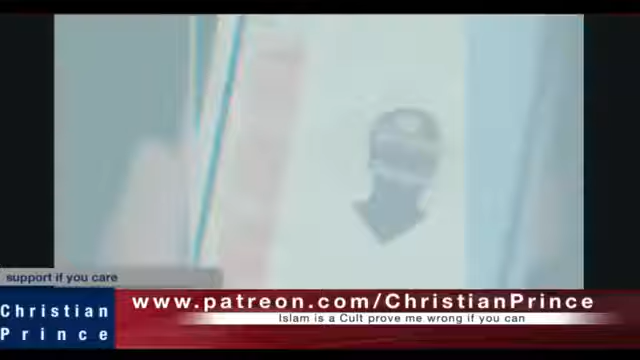 support if you care
Christian
Prince
www.patreon.com/ChristianPrince
Islam is a Cult prove me wrong if you can